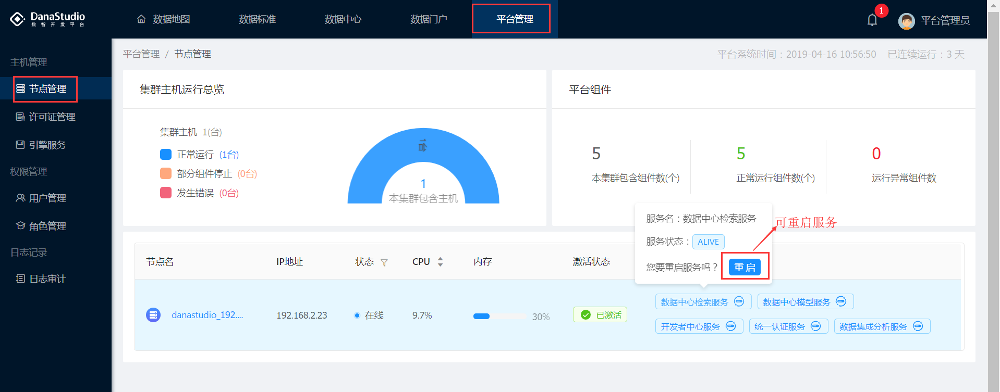 DanaStudio
数智开发平台
数据地图
数据标准
数据中心
数据门户
平台管理
1
平台管理员
主机管理
节点管理
许可证管理
引擎服务
权限管理
用户管理
角色管理
日志记录
日志审计
平台管理 / 节点管理
平台系统时间：2019-04-16 10:56:50 已连续运行：3 天
集群主机运行总览
集群主机 1(台)
正常运行 (1台)
部分组件停止 (0台)
发生错误 (0台)
1台
1
本集群包含主机
平台组件
5
本集群包含组件数(个)
5
正常运行组件数(个)
0
运行异常组件数
服务名：数据中心检索服务
服务状态： ALIVE
您要重启服务吗？ 重启
可重启服务
节点名 IP地址 状态 CPU 内存 激活状态
danastudio_192.... 192.168.2.23 在线 9.7% 30% 已激活
数据中心检索服务 数据中心模型服务
开发者中心服务 统一认证服务 数据集成分析服务